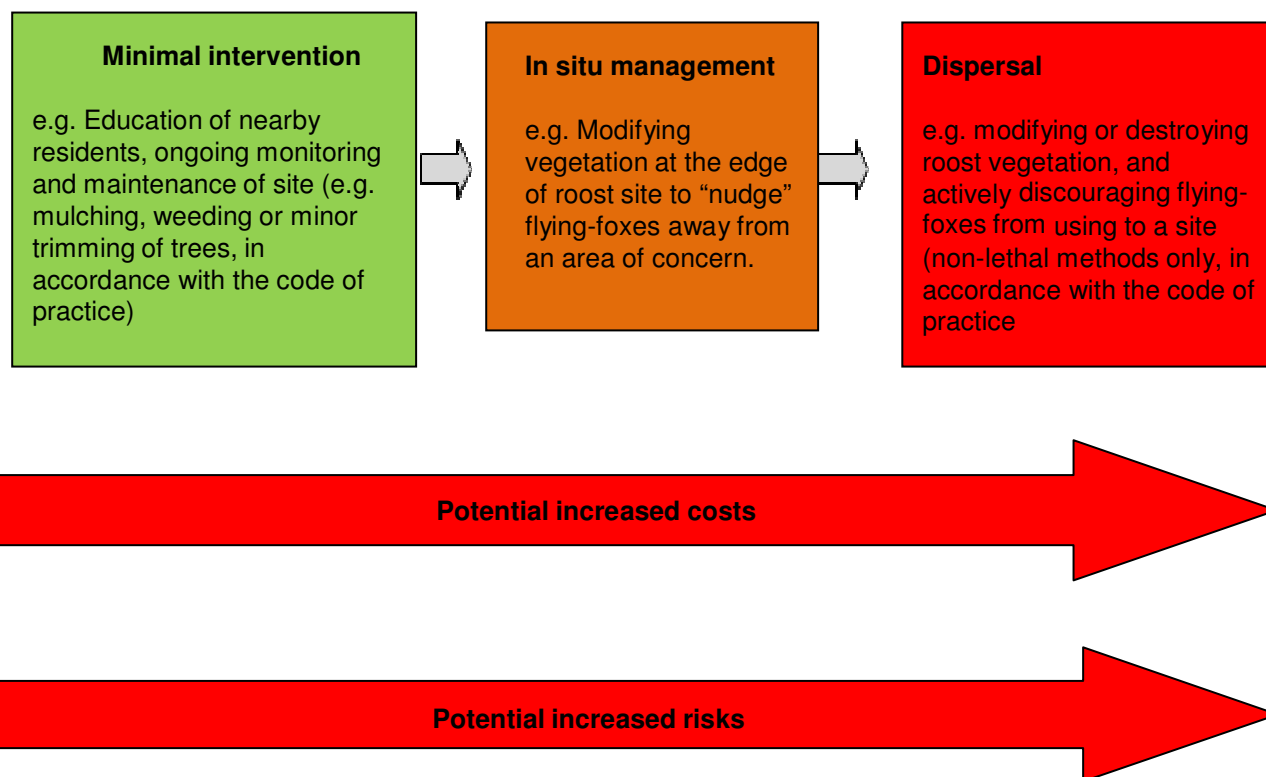 Minimal intervention
e.g. Education of nearby
residents, ongoing monitoring
and maintenance of site (e.g.
mulching, weeding or minor
trimming of trees, in
accordance with the code of
practice)
In situ management
e.g. Modifying
vegetation at the edge
of roost site to “nudge”
flying-foxes away from
an area of concern.
Dispersal
e.g. modifying or destroying
roost vegetation, and
actively discouraging flying-
foxes from using to a site
(non-lethal methods only, in
accordance with the code of
practice
Potential increased costs
Potential increased risks